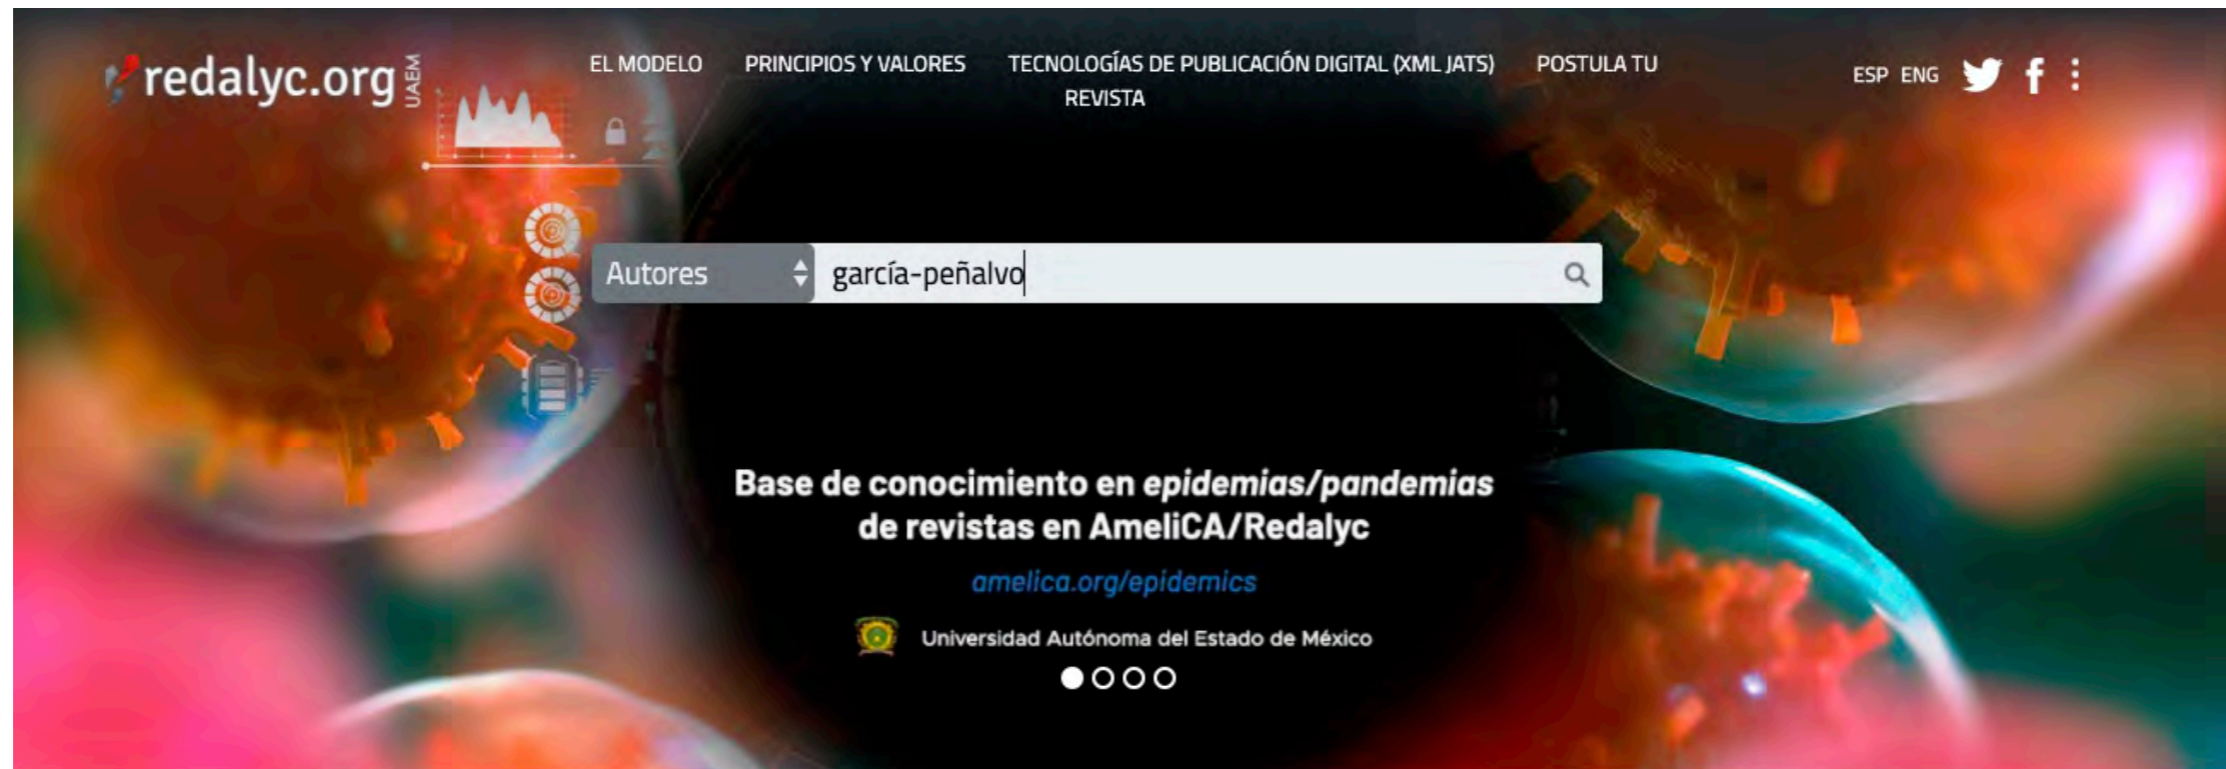 redalyc.org UAEM
EL MODELO PRINCIPIOS Y VALORES TECNOLOGÍAS DE PUBLICACIÓN DIGITAL (XML JATS) POSTULA TU
REVISTA
ESP ENG
Autores garcía-peñalvo
Base de conocimiento en epidemias/pandemias
de revistas en AmeliCA/Redalyc
amelica.org/epidemics
Universidad Autónoma del Estado de México